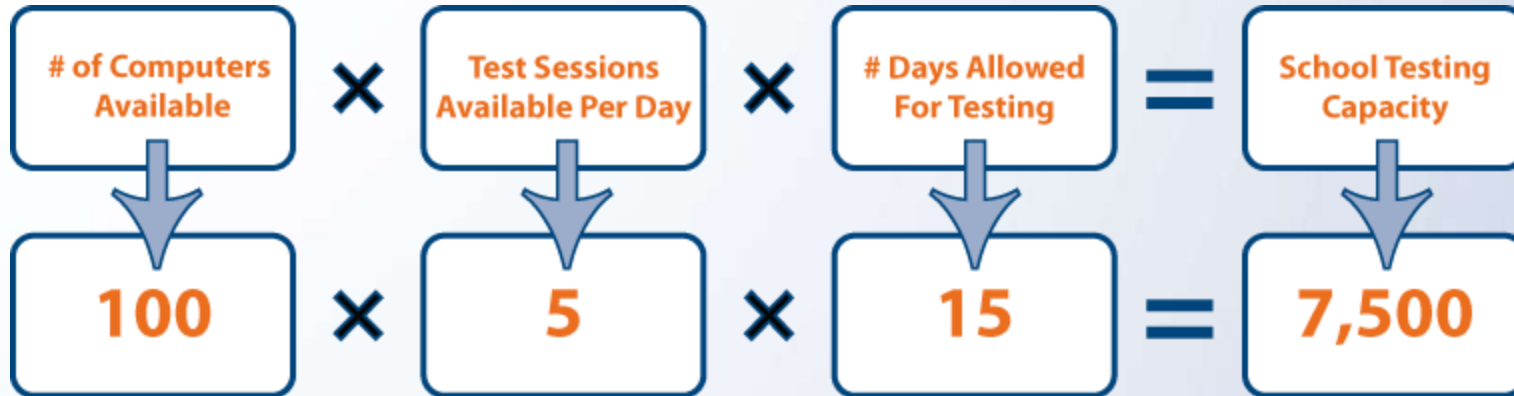 # of Computers
Available
×
Test Sessions
Available Per Day
×
# Days Allowed
For Testing
=
School Testing
Capacity
100 × 5 × 15 = 7,500